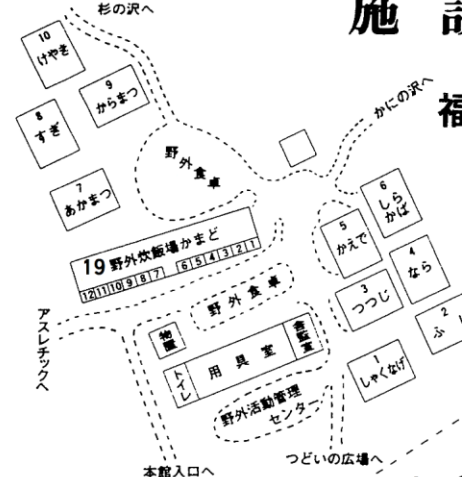 施
福
杉の沢へ
10
けやき
9
からまつ
8
すぎ
7
あかまつ
野外食卓
かにの沢へ
6
しらかば
5
かえで
4
なら
3
つつじ
2
1
しゃくなげ
19 野外炊飯場かまど
12 11 10 9 8 7 6 5 4 3 2 1
野外食卓
アスレチックへ
物置
トイレ
用具室
野外活動管理
センター
本館入口へ
つどいの広場へ